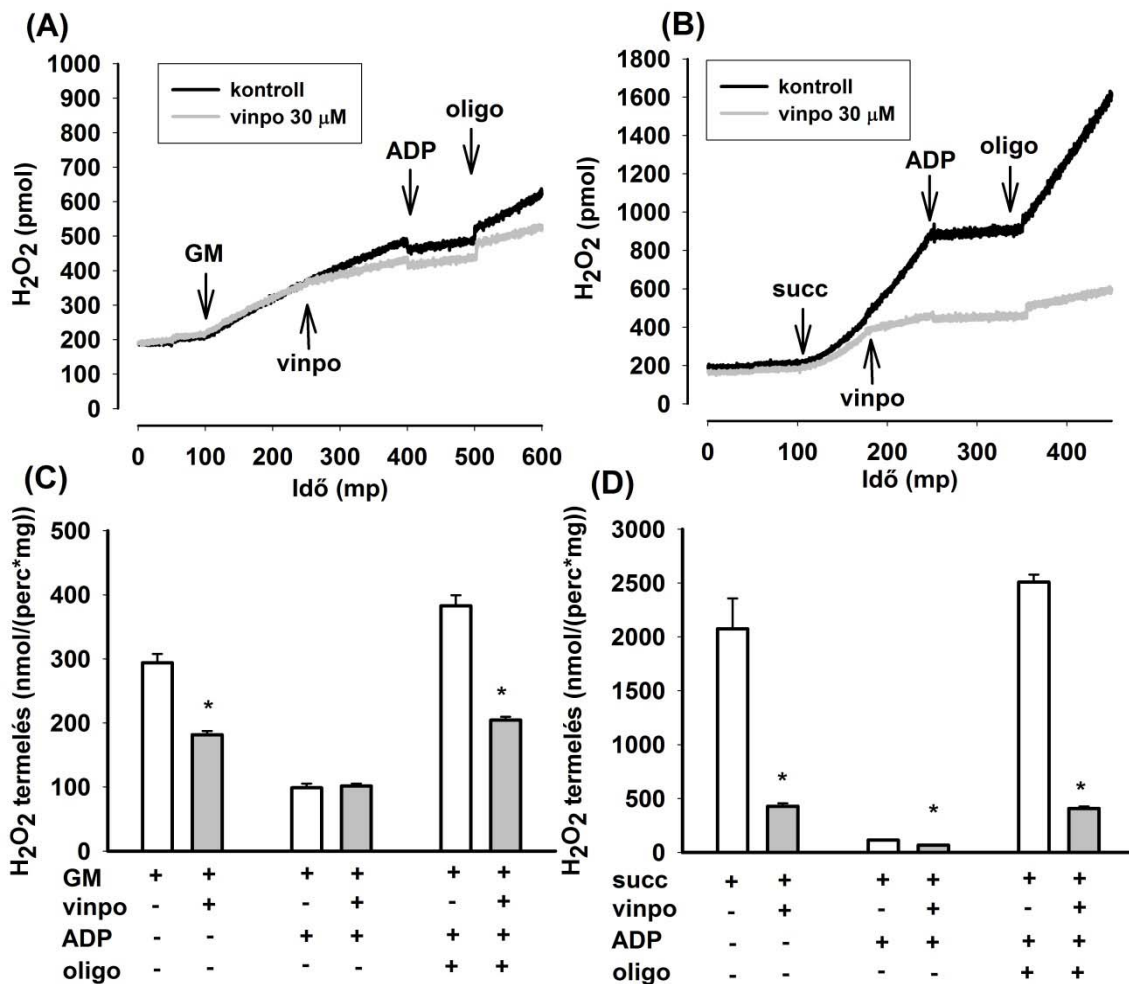 (A)
1000
900
800
700
600
500
400
300
200
100
0
H2O2 (pmol)
kontroll
vinpo 30 μM
GM
vinpo
ADP
oligo
0 100 200 300 400 500 600
Idő (mp)
(B)
1800
1600
1400
1200
1000
800
600
400
200
0
H2O2 (pmol)
kontroll
vinpo 30 μM
succ
vinpo
ADP
oligo
0 100 200 300 400
Idő (mp)
(C)
500
400
300
200
100
0
H2O2 termelés (nmol/(perc*mg))
* *
GM + + + + + +
vinpo - + - + - +
ADP - - + + + +
oligo - - - - + +
(D)
3000
2500
2000
1500
1000
500
0
H2O2 termelés (nmol/(perc*mg))
* * *
succ + + + + + +
vinpo - + - + - +
ADP - - + + + +
oligo - - - - + +